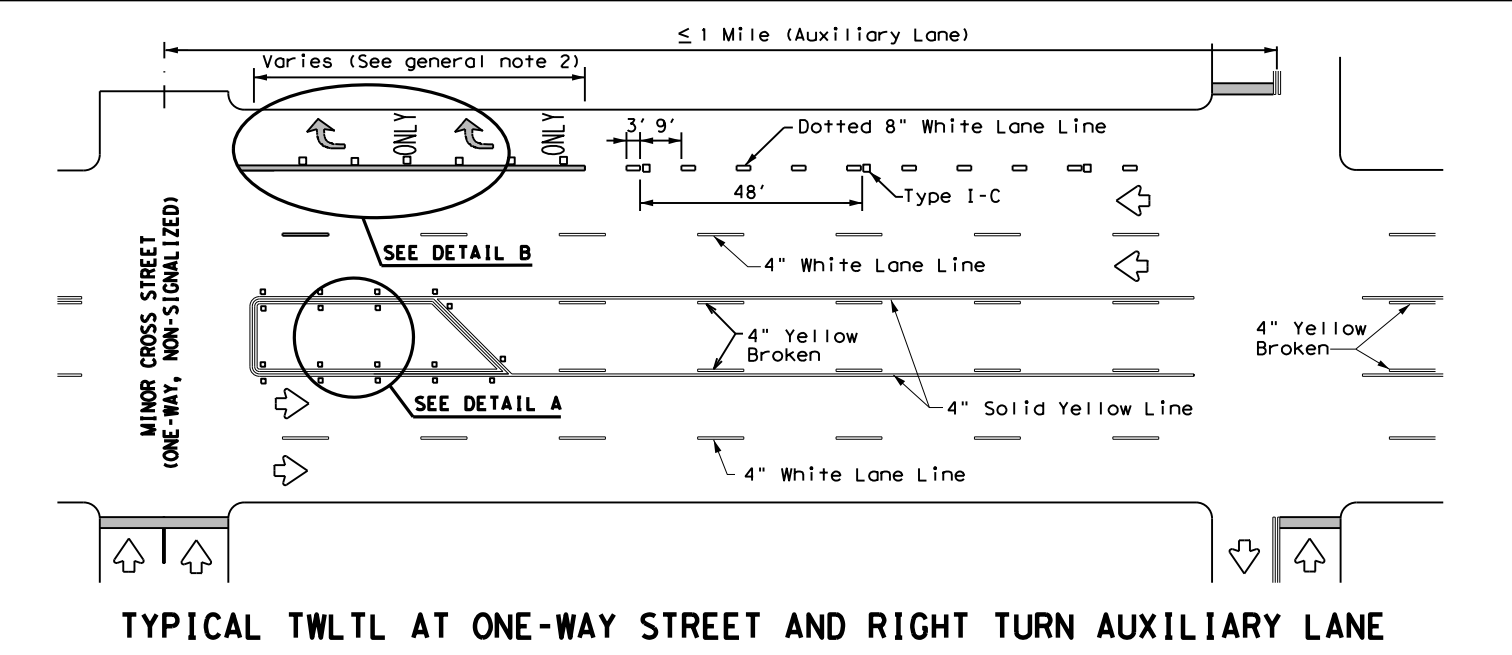 ≤ 1 Mile (Auxiliary Lane)
Varies (See general note 2)
ONLY
ONLY
3' 9'
Dotted 8" White Lane Line
48'
Type I-C
SEE DETAIL B
4" White Lane Line
MINOR CROSS STREET
(ONE-WAY, NON-SIGNALIZED)
4" Yellow
Broken
4" Yellow
Broken
SEE DETAIL A
4" Solid Yellow Line
4" White Lane Line
TYPICAL TWLTL AT ONE-WAY STREET AND RIGHT TURN AUXILIARY LANE